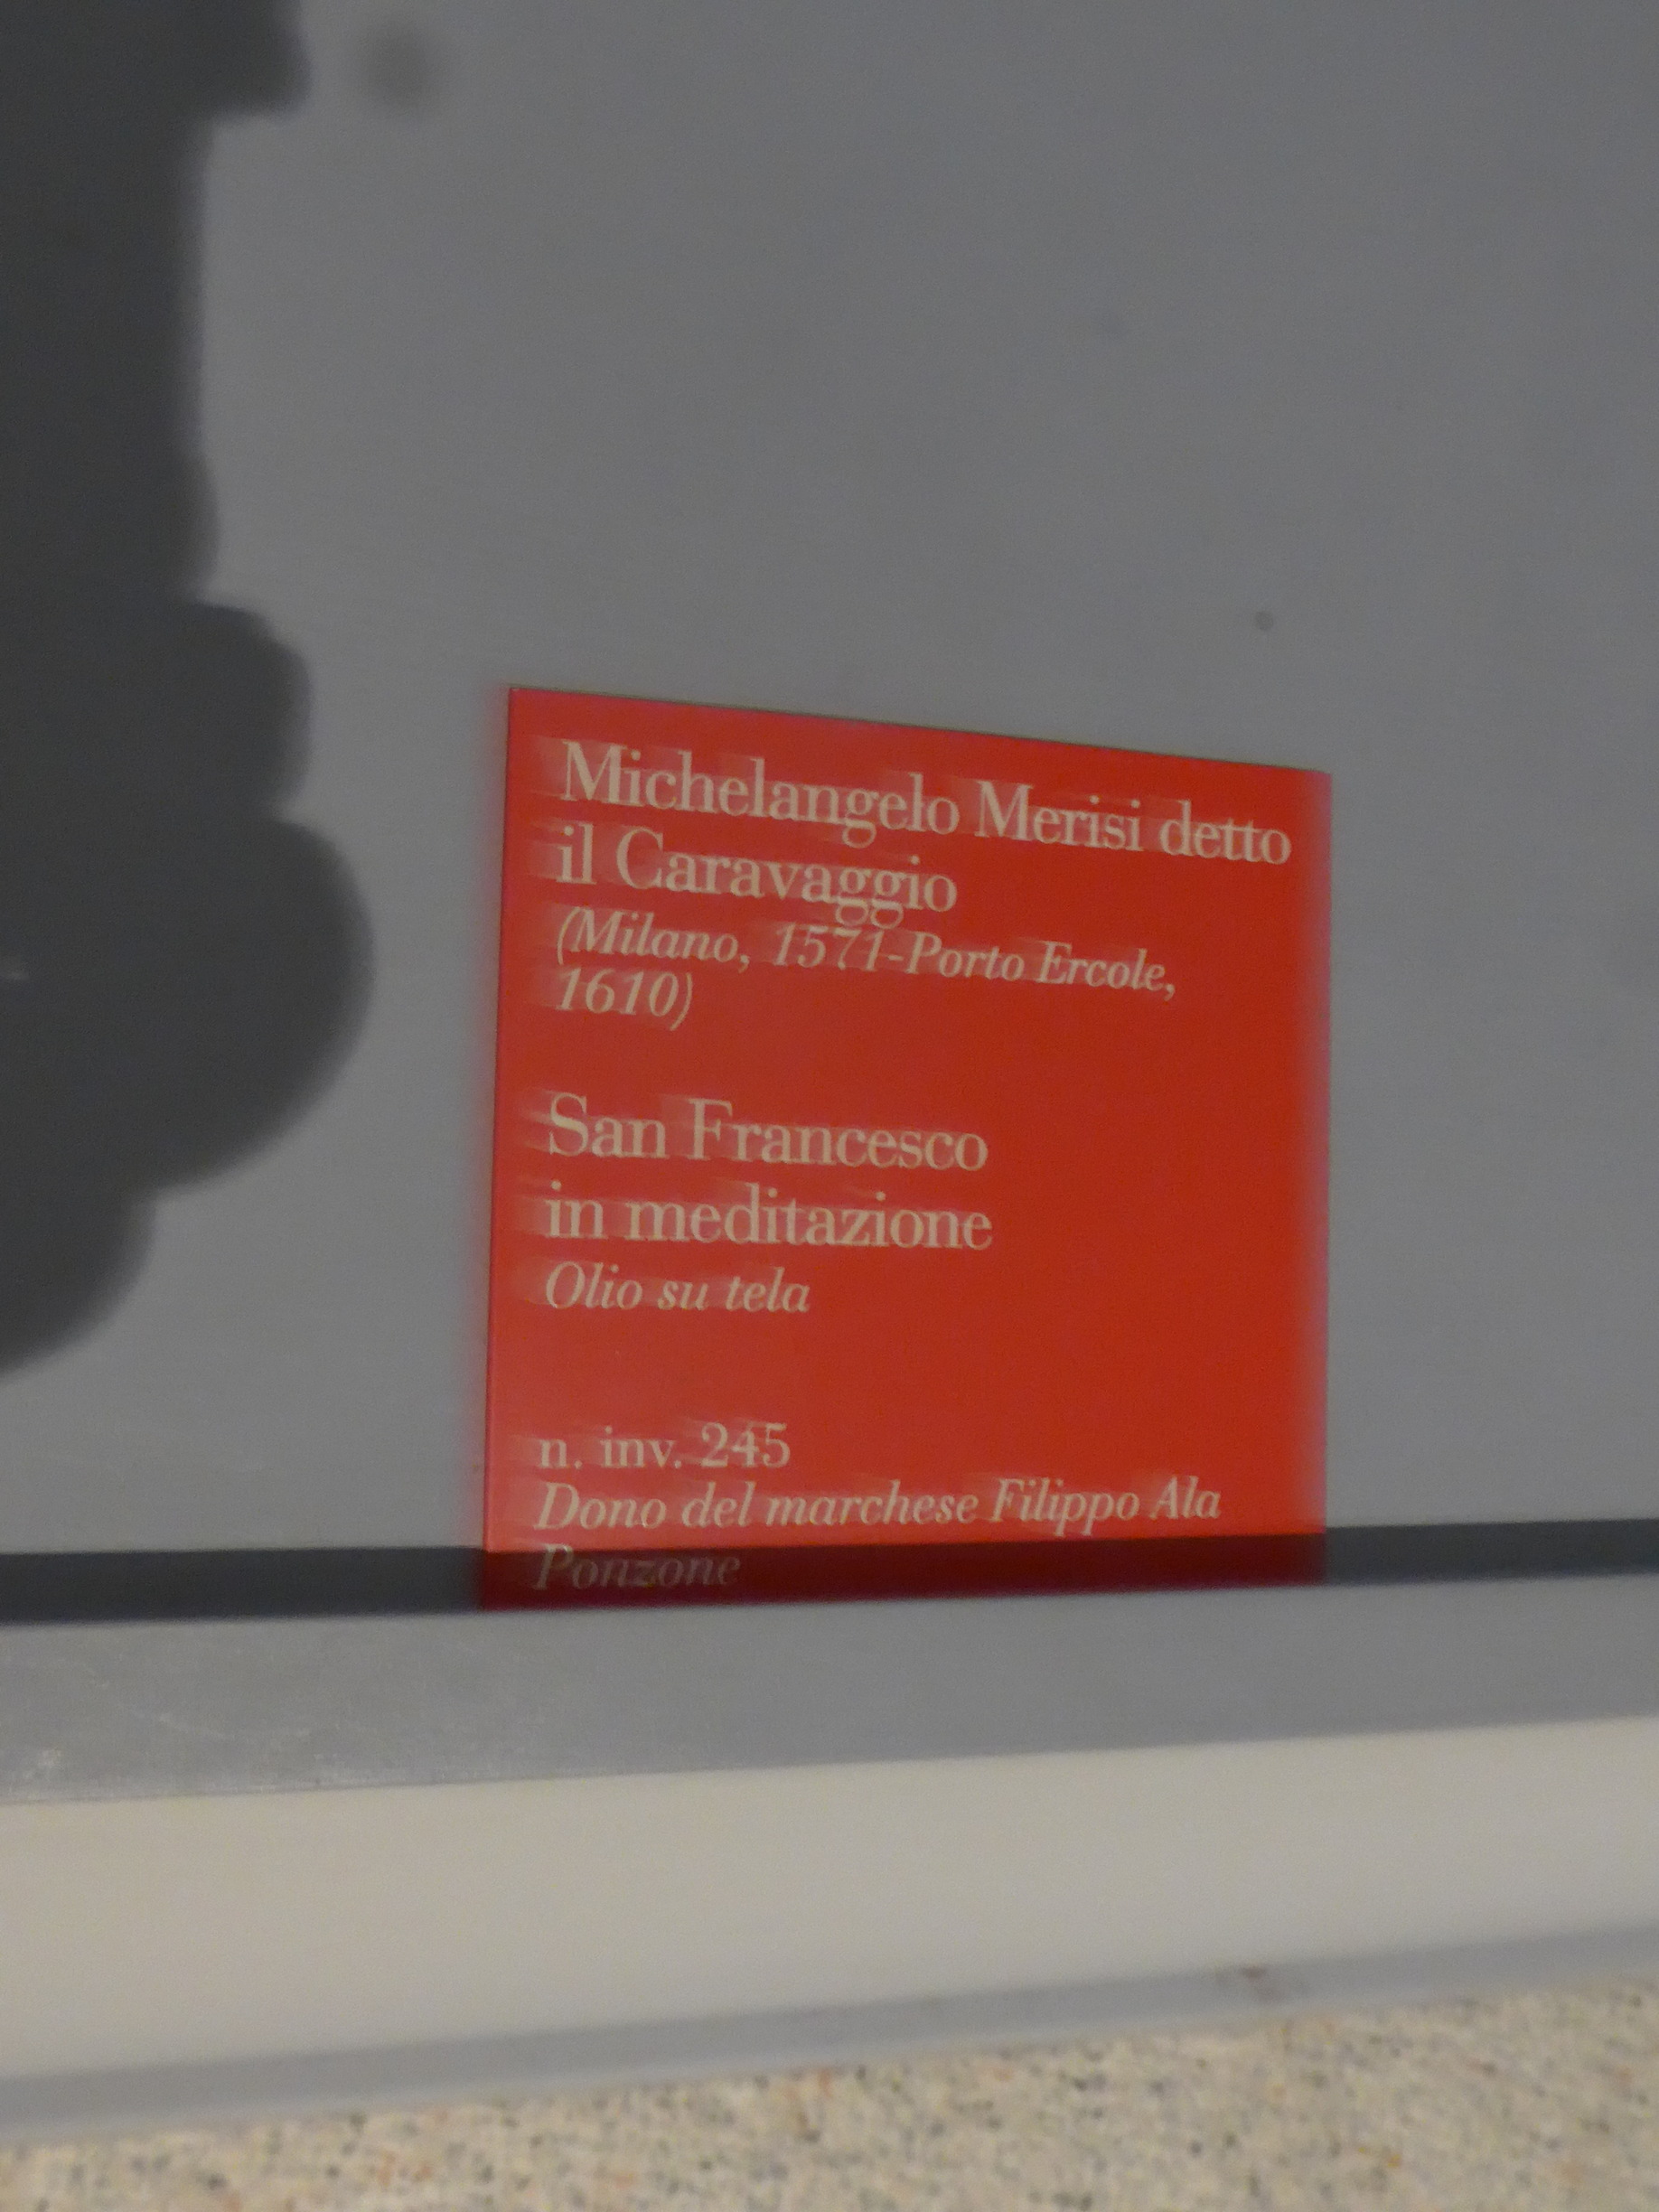 Michelangelo Merisi detto
il Caravaggio
(Milano, 1571-Porto Ercole,
1610)
San Francesco
in meditazione
Olio su tela
n. inv. 245
Dono del marchese Filippo Ala
Ponzone